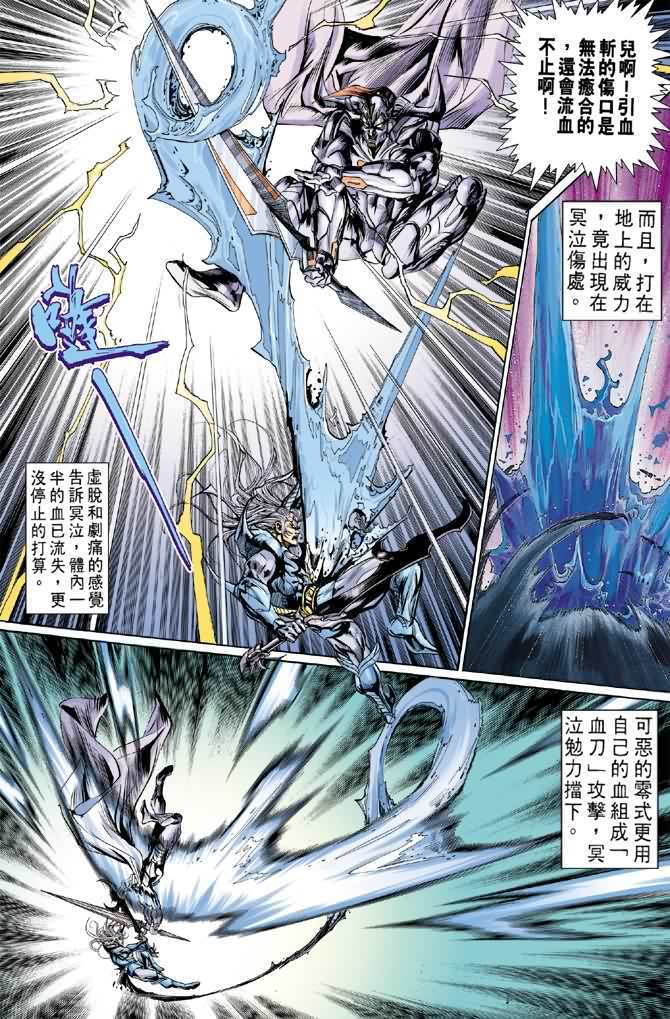 兒啊！引血
斬的傷口是
無法癒合的
，還會流血
不止啊！
而且，打在
地上的威力
，竟出現在
冥泣傷處。
虛脫和劇痛的感覺
告訴冥泣，體內一
半的血已流失，更
沒停止的打算。
可惡的零式更用
自己的血組成「
血刀」攻擊，冥
泣勉力擋下。